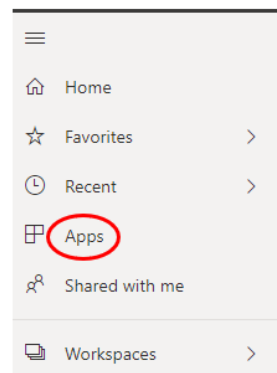 Home
Favorites
Recent
Apps
Shared with me
Workspaces